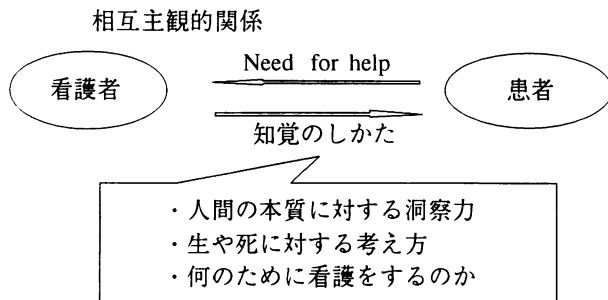 相互主観的関係
Need for help
看護者
患者
知覚のしかた
・人間の本質に対する洞察力
・生や死に対する考え方
・何のために看護をするのか